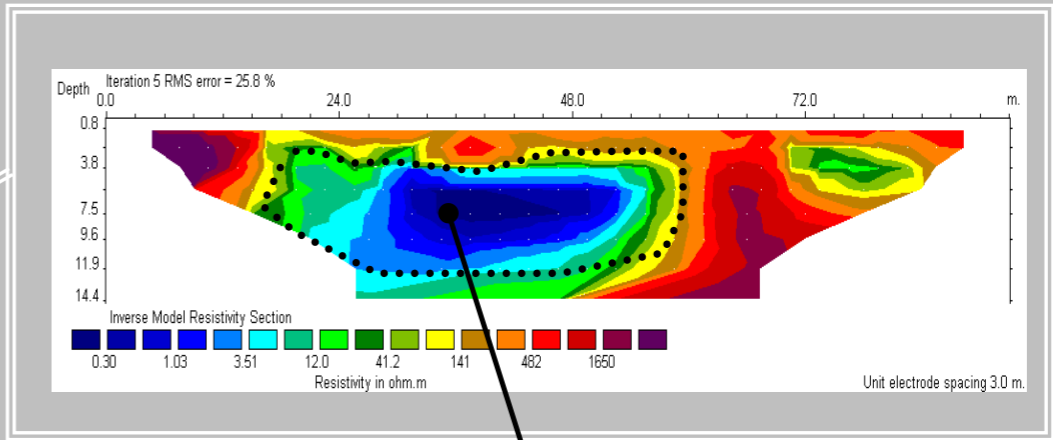 Iteration 5 RMS error = 25.8 %
Depth
0.0 24.0 48.0 72.0 m.
0.8
3.8
7.5
9.6
11.9
14.4
Inverse Model Resistivity Section
0.30 1.03 3.51 12.0 41.2 141 482 1650
Resistivity in ohm.m
Unit electrode spacing 3.0 m.